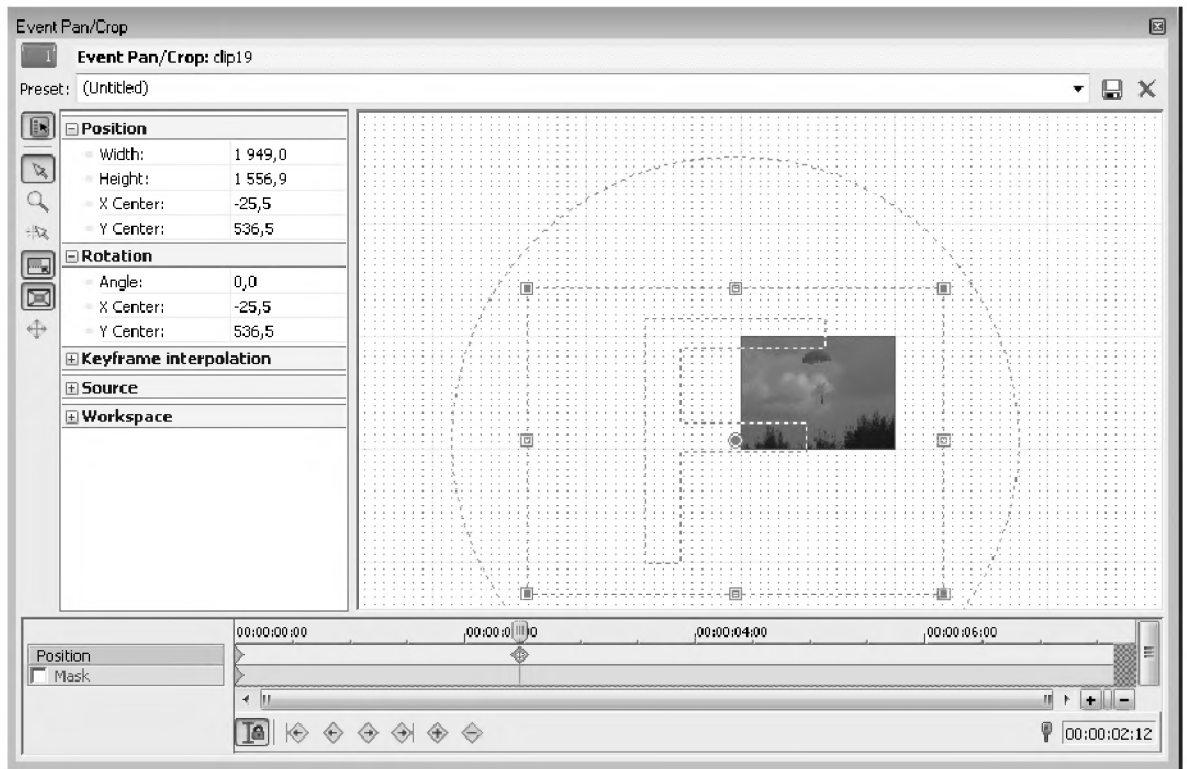 Event Pan/Crop
Event Pan/Crop: clip19
Preset: (Untitled)
Position
Width: 1 949,0
Height: 1 556,9
X Center: -25,5
Y Center: 536,5
Rotation
Angle: 0,0
X Center: -25,5
Y Center: 536,5
Keyframe interpolation
Source
Workspace
00:00:00:00 00:00:04:00 00:00:06:00
Position
Mask
00:00:02:12